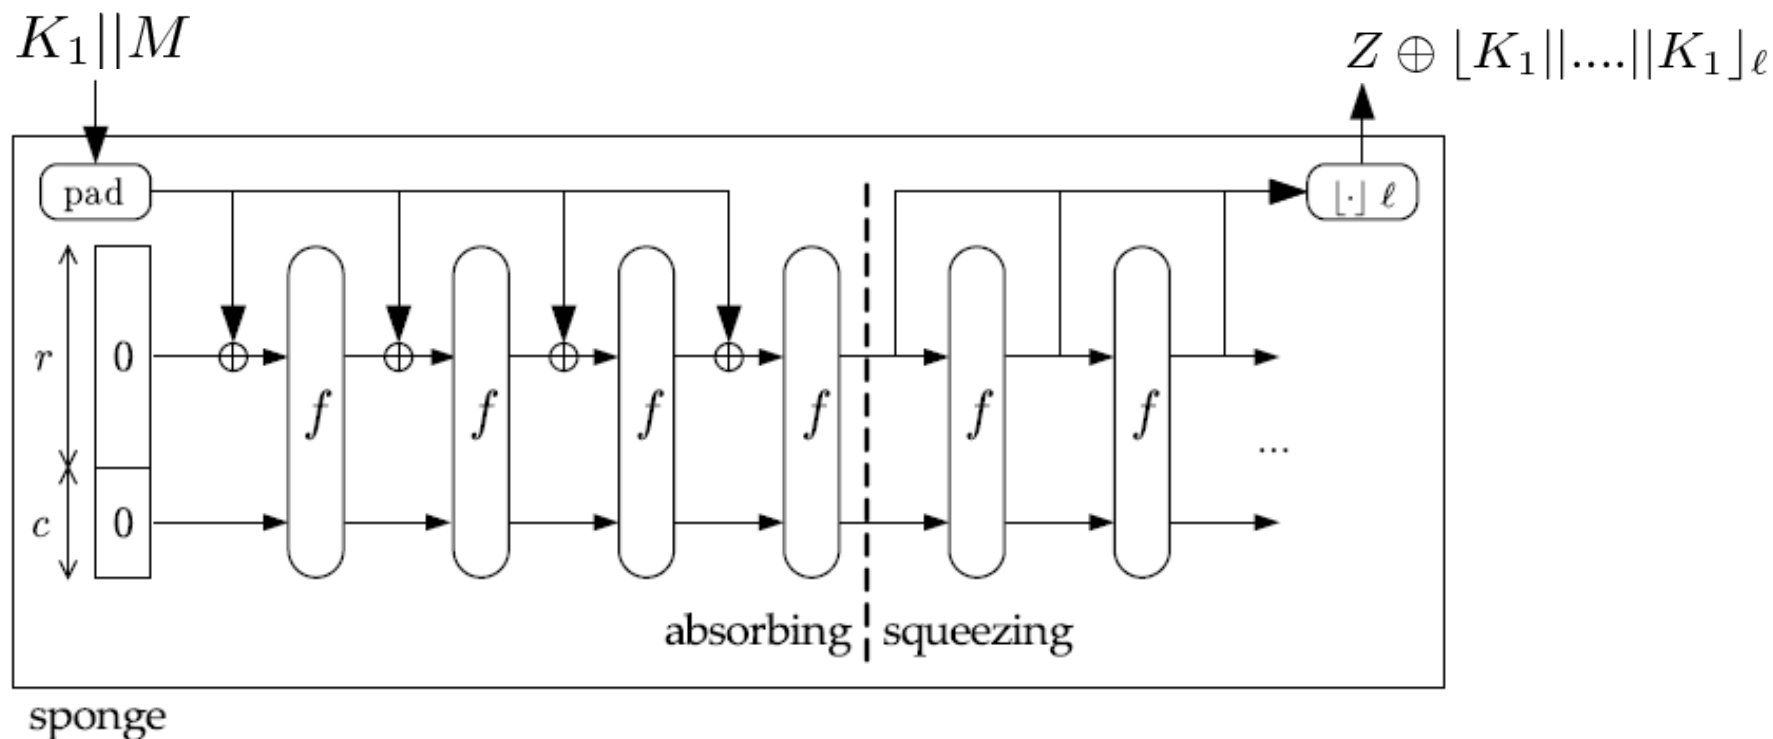 K₁||M
Z ⊕ ⌊K₁||....||K₁⌋ℓ
pad
⌊·⌋ ℓ
r
0
f
f
f
f
f
f
...
c
0
absorbing
squeezing
sponge